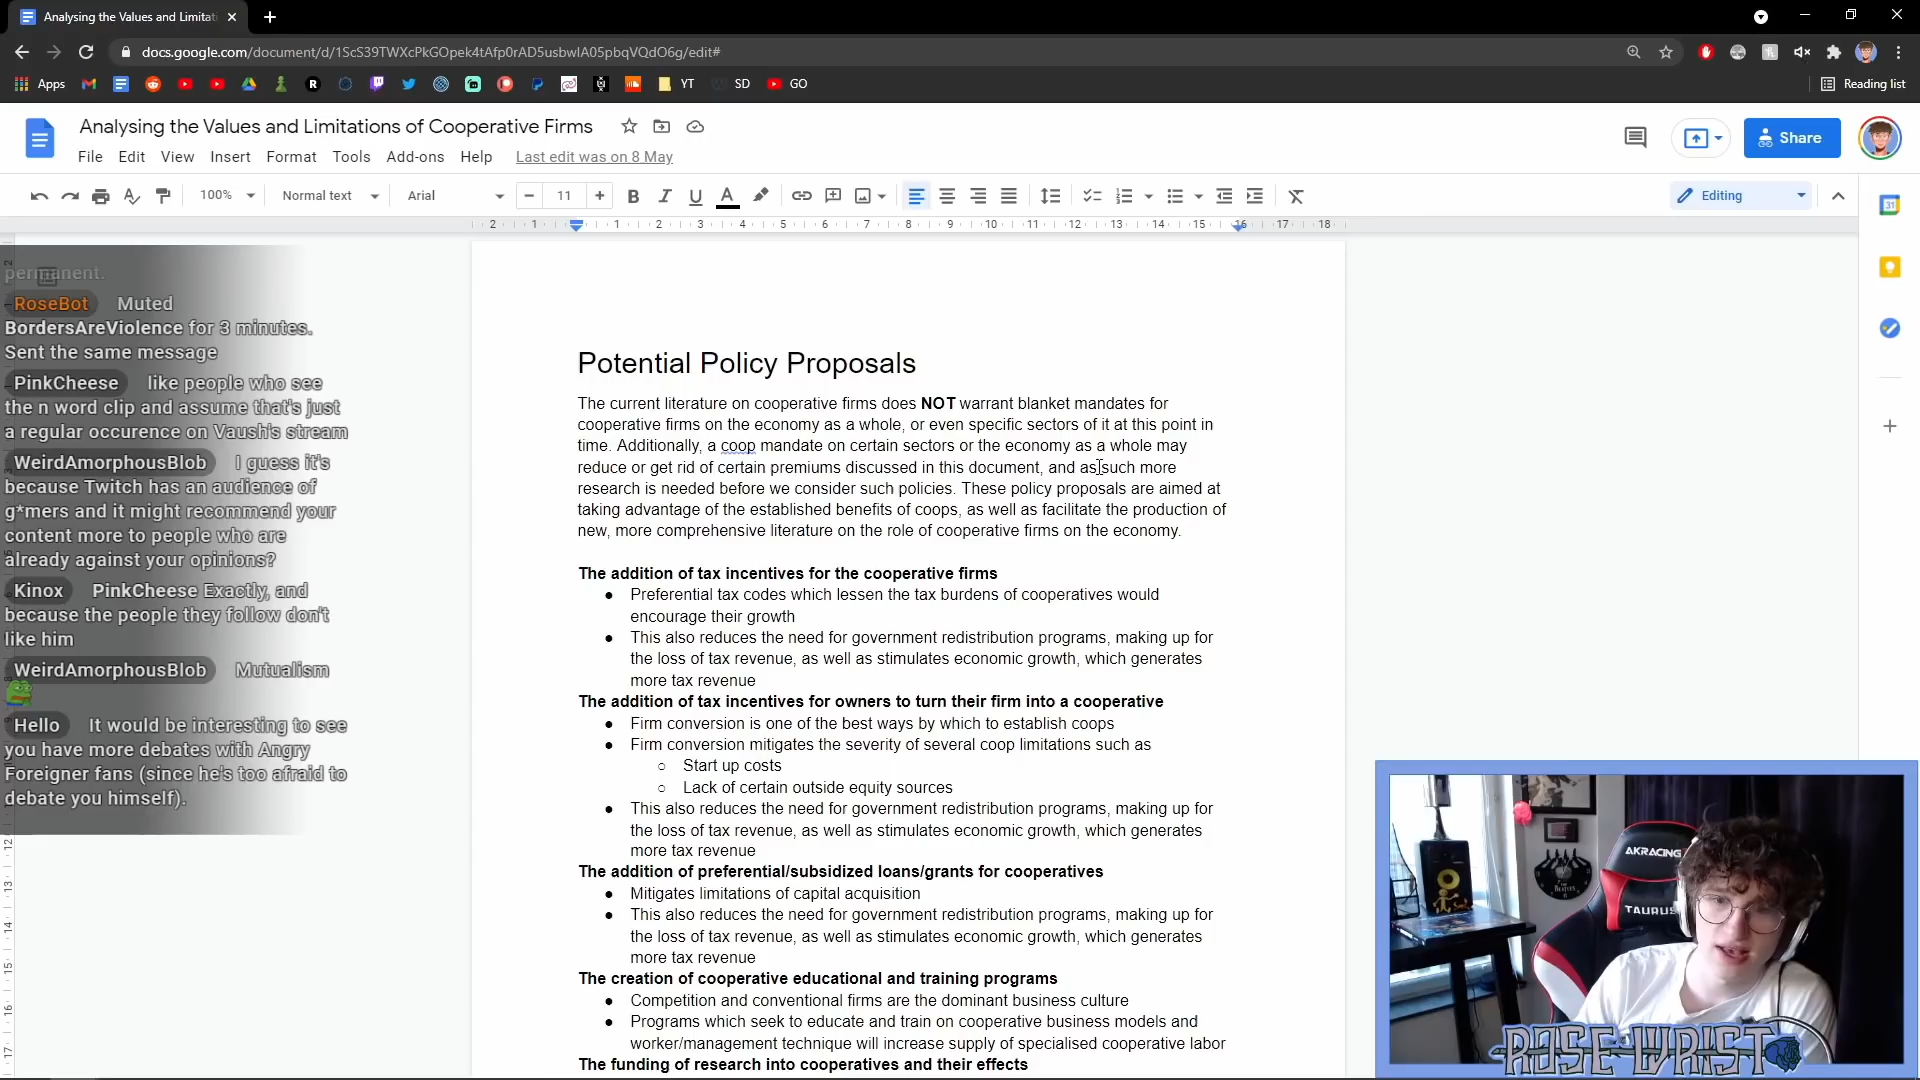 Analysing the Values and Limitat
docs.google.com/document/d/1ScS39TWXcPkGOpek4tAfp0rAD5usbwIA05pbqVQdO6g/edit#
Apps
YT
SD
GO
Reading list
Analysing the Values and Limitations of Cooperative Firms
Share
File Edit View Insert Format Tools Add-ons Help Last edit was on 8 May
100% Normal text Arial 11 Editing
2 1 1 2 3 4 5 6 7 8 9 10 11 12 13 14 15 16 17 18
permanent.
RoseBot Muted
BordersAreViolence for 3 minutes.
Sent the same message
PinkCheese like people who see
the n word clip and assume that's just
a regular occurence on Vaush's stream
WeirdAmorphousBlob I guess it's
because Twitch has an audience of
g*mers and it might recommend your
content more to people who are
already against your opinions?
Kinox PinkCheese Exactly, and
because the people they follow don't
like him
WeirdAmorphousBlob Mutualism
Hello It would be interesting to see
you have more debates with Angry
Foreigner fans (since he's too afraid to
debate you himself).
Potential Policy Proposals
The current literature on cooperative firms does NOT warrant blanket mandates for
cooperative firms on the economy as a whole, or even specific sectors of it at this point in
time. Additionally, a coop mandate on certain sectors or the economy as a whole may
reduce or get rid of certain premiums discussed in this document, and as such more
research is needed before we consider such policies. These policy proposals are aimed at
taking advantage of the established benefits of coops, as well as facilitate the production of
new, more comprehensive literature on the role of cooperative firms on the economy.
The addition of tax incentives for the cooperative firms
● Preferential tax codes which lessen the tax burdens of cooperatives would
encourage their growth
● This also reduces the need for government redistribution programs, making up for
the loss of tax revenue, as well as stimulates economic growth, which generates
more tax revenue
The addition of tax incentives for owners to turn their firm into a cooperative
● Firm conversion is one of the best ways by which to establish coops
● Firm conversion mitigates the severity of several coop limitations such as
○ Start up costs
○ Lack of certain outside equity sources
● This also reduces the need for government redistribution programs, making up for
the loss of tax revenue, as well as stimulates economic growth, which generates
more tax revenue
The addition of preferential/subsidized loans/grants for cooperatives
● Mitigates limitations of capital acquisition
● This also reduces the need for government redistribution programs, making up for
the loss of tax revenue, as well as stimulates economic growth, which generates
more tax revenue
The creation of cooperative educational and training programs
● Competition and conventional firms are the dominant business culture
● Programs which seek to educate and train on cooperative business models and
worker/management technique will increase supply of specialised cooperative labor
The funding of research into cooperatives and their effects
AKRACING
TAURUS
ROSE WRIST